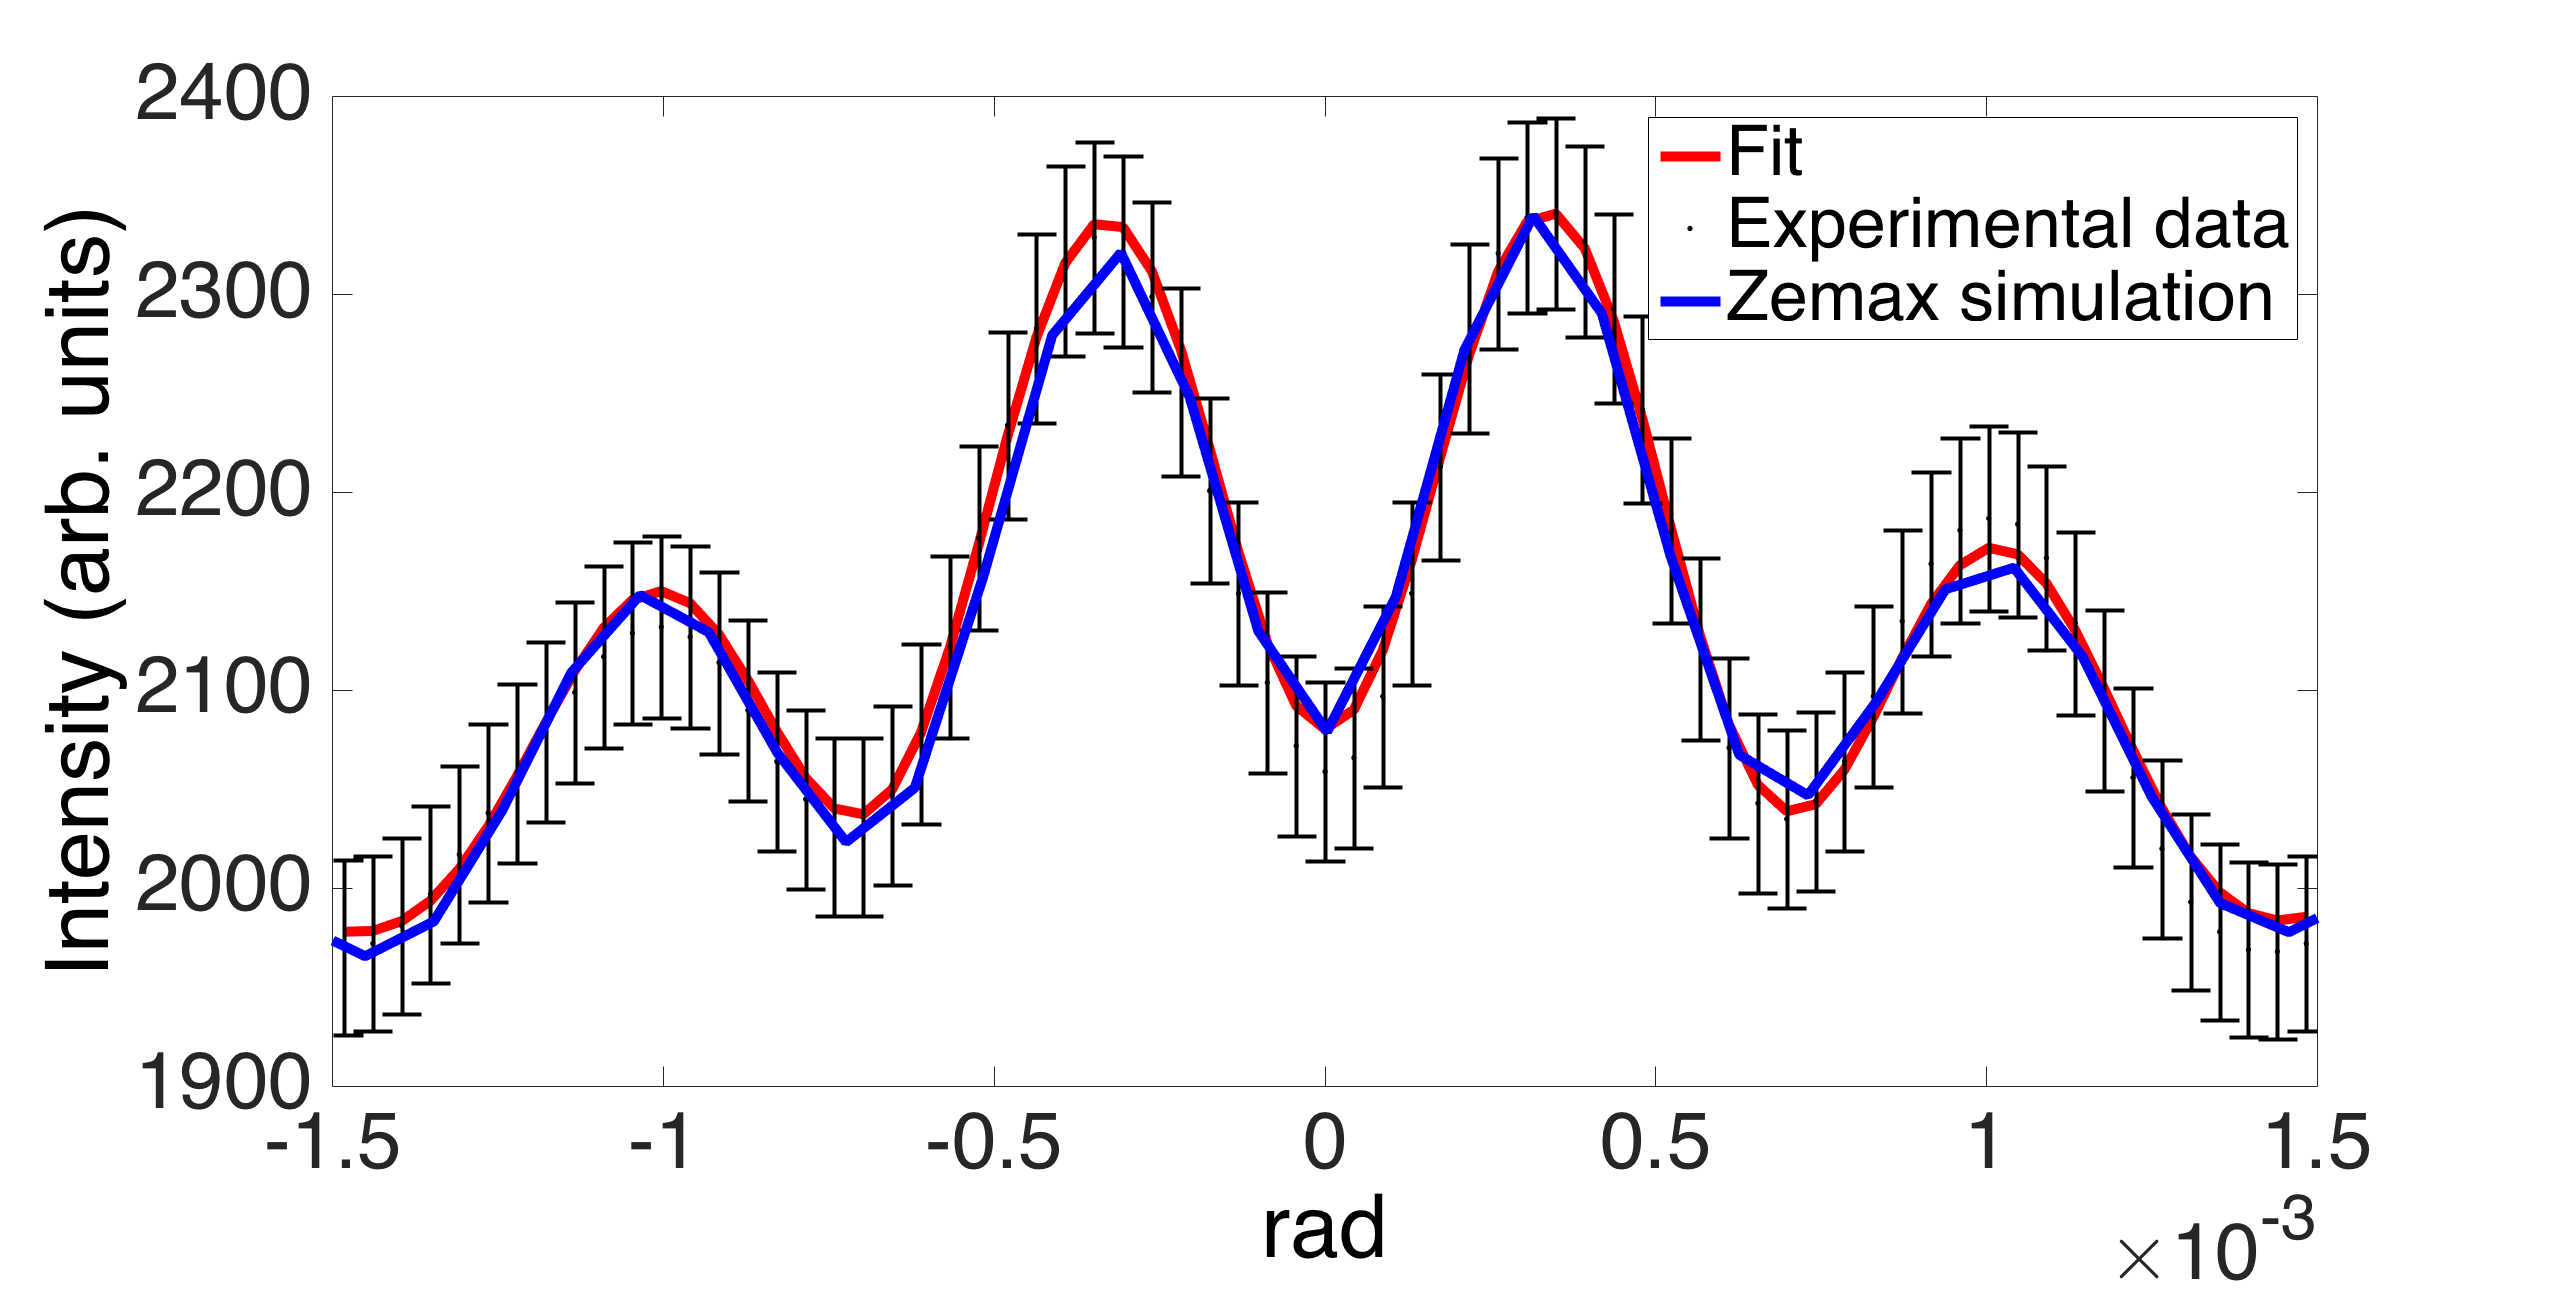 2400
2300
2200
2100
2000
1900
Intensity (arb. units)
Fit
Experimental data
Zemax simulation
-1.5 -1 -0.5 0 0.5 1 1.5
rad
×10-3